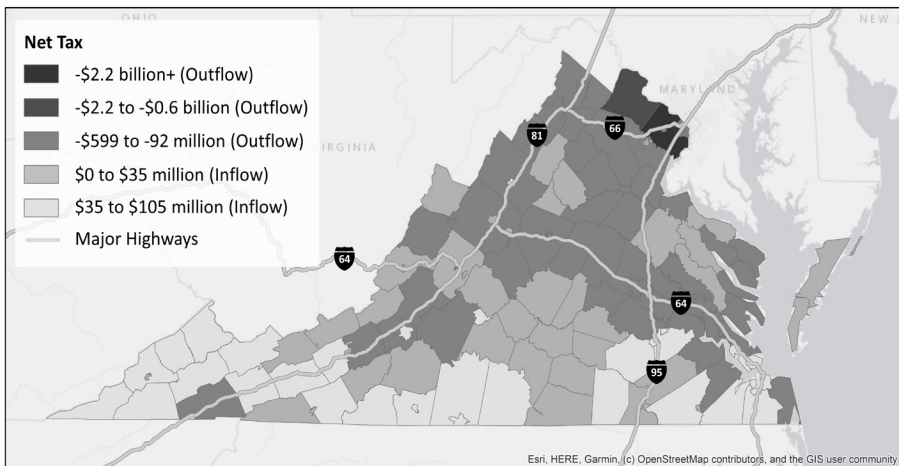 OHIO
NEW J
Net Tax
-$2.2 billion+ (Outflow)
-$2.2 to -$0.6 billion (Outflow)
-$599 to -92 million (Outflow)
$0 to $35 million (Inflow)
$35 to $105 million (Inflow)
Major Highways
MARYLAND
VIRGINIA
81
66
64
64
95
Esri, HERE, Garmin, (c) OpenStreetMap contributors, and the GIS user community